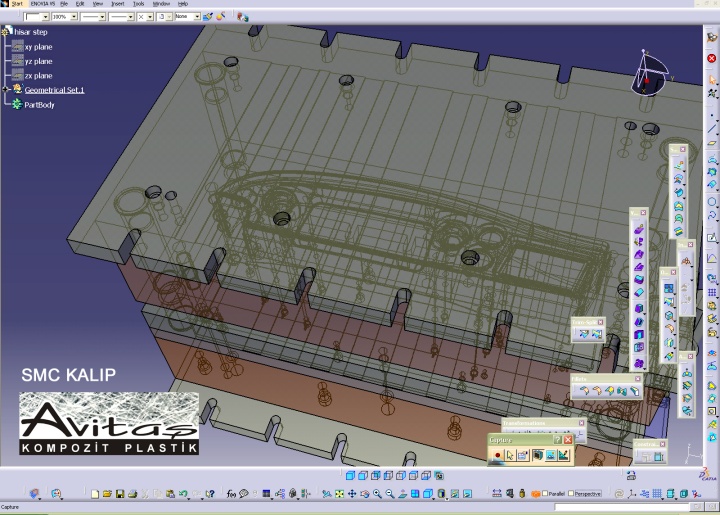 Start ENOVIA V5 File Edit View Insert Tools Window Help
100% None
hisar step
xy plane
yz plane
zx plane
Geometrical Set.1
PartBody
SMC KALIP
Avitaş
KOMPOZİT PLASTİK
Transformations
Capture
Parallel Perspective
CATIA
Capture